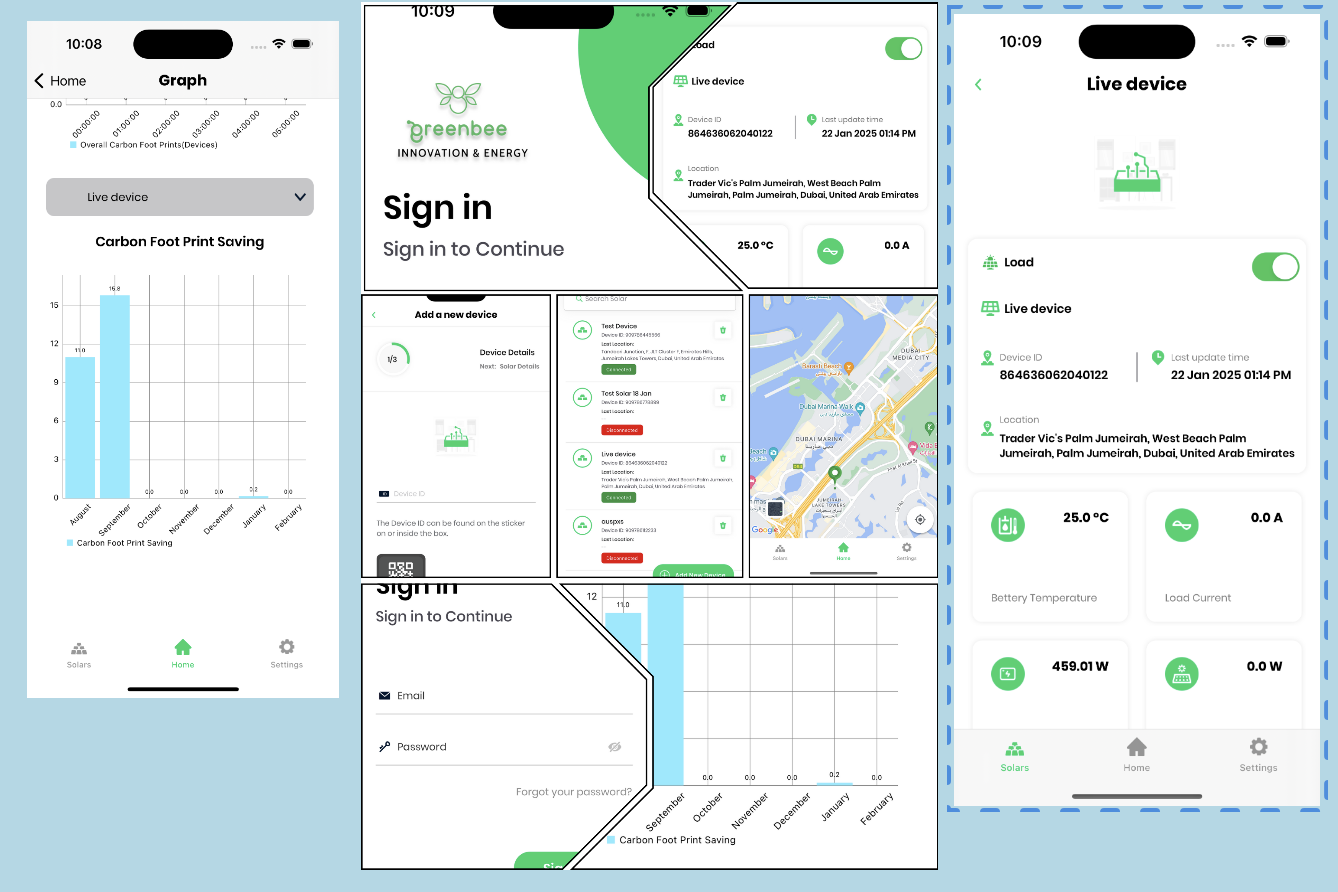 10:08
Home
Graph
0.0
00:00:00
01:00:00
02:00:00
03:00:00
04:00:00
05:00:00
Overall Carbon Foot Prints(Devices)
Live device
Carbon Foot Print Saving
15
12
9
6
3
0
11.0
15.8
0.0
0.0
0.0
0.2
0.0
August
September
October
November
December
January
February
Carbon Foot Print Saving
Solars
Home
Settings
10:09
greenbee
INNOVATION & ENERGY
Sign in
Sign in to Continue
Load
Live device
Device ID
864636062040122
Last update time
22 Jan 2025 01:14 PM
Location
Trader Vic's Palm Jumeirah, West Beach Palm
Jumeirah, Palm Jumeirah, Dubai, United Arab Emirates
25.0 °C
0.0 A
Add a new device
1/3
Device Details
Next: Solar Details
ID
Device ID
The Device ID can be found on the sticker
on or inside the box.
Search Solar
Test Device
Last Location:
Jumeirah Lakes Towers, Dubai, United Arab Emirates
Connected
Test Solar 18 Jan
Last Location:
Disconnected
Live device
Device ID: 864636062040122
Last Location:
Trader Vic's Palm Jumeirah, West Beach Palm Jumeirah,
Palm Jumeirah, Dubai, United Arab Emirates
Connected
auspxs
Last Location:
Disconnected
Add New Device
DUBAI
MEDIA CITY
Barasti Beach
Dubai Marina Walk
DUBAI MARINA
دبي مارينا
JUMEIRAH
LAKE TOWERS
أبراج بحيرات
Google
Solars
Home
Settings
Sign in
Sign in to Continue
Email
Password
Forgot your password?
12
11.0
0.0
0.0
0.0
0.2
0.0
September
October
November
December
January
February
Carbon Foot Print Saving
10:09
Live device
Load
Live device
Device ID
864636062040122
Last update time
22 Jan 2025 01:14 PM
Location
Trader Vic's Palm Jumeirah, West Beach Palm
Jumeirah, Palm Jumeirah, Dubai, United Arab Emirates
25.0 °C
Bettery Temperature
0.0 A
Load Current
459.01 W
0.0 W
Solars
Home
Settings